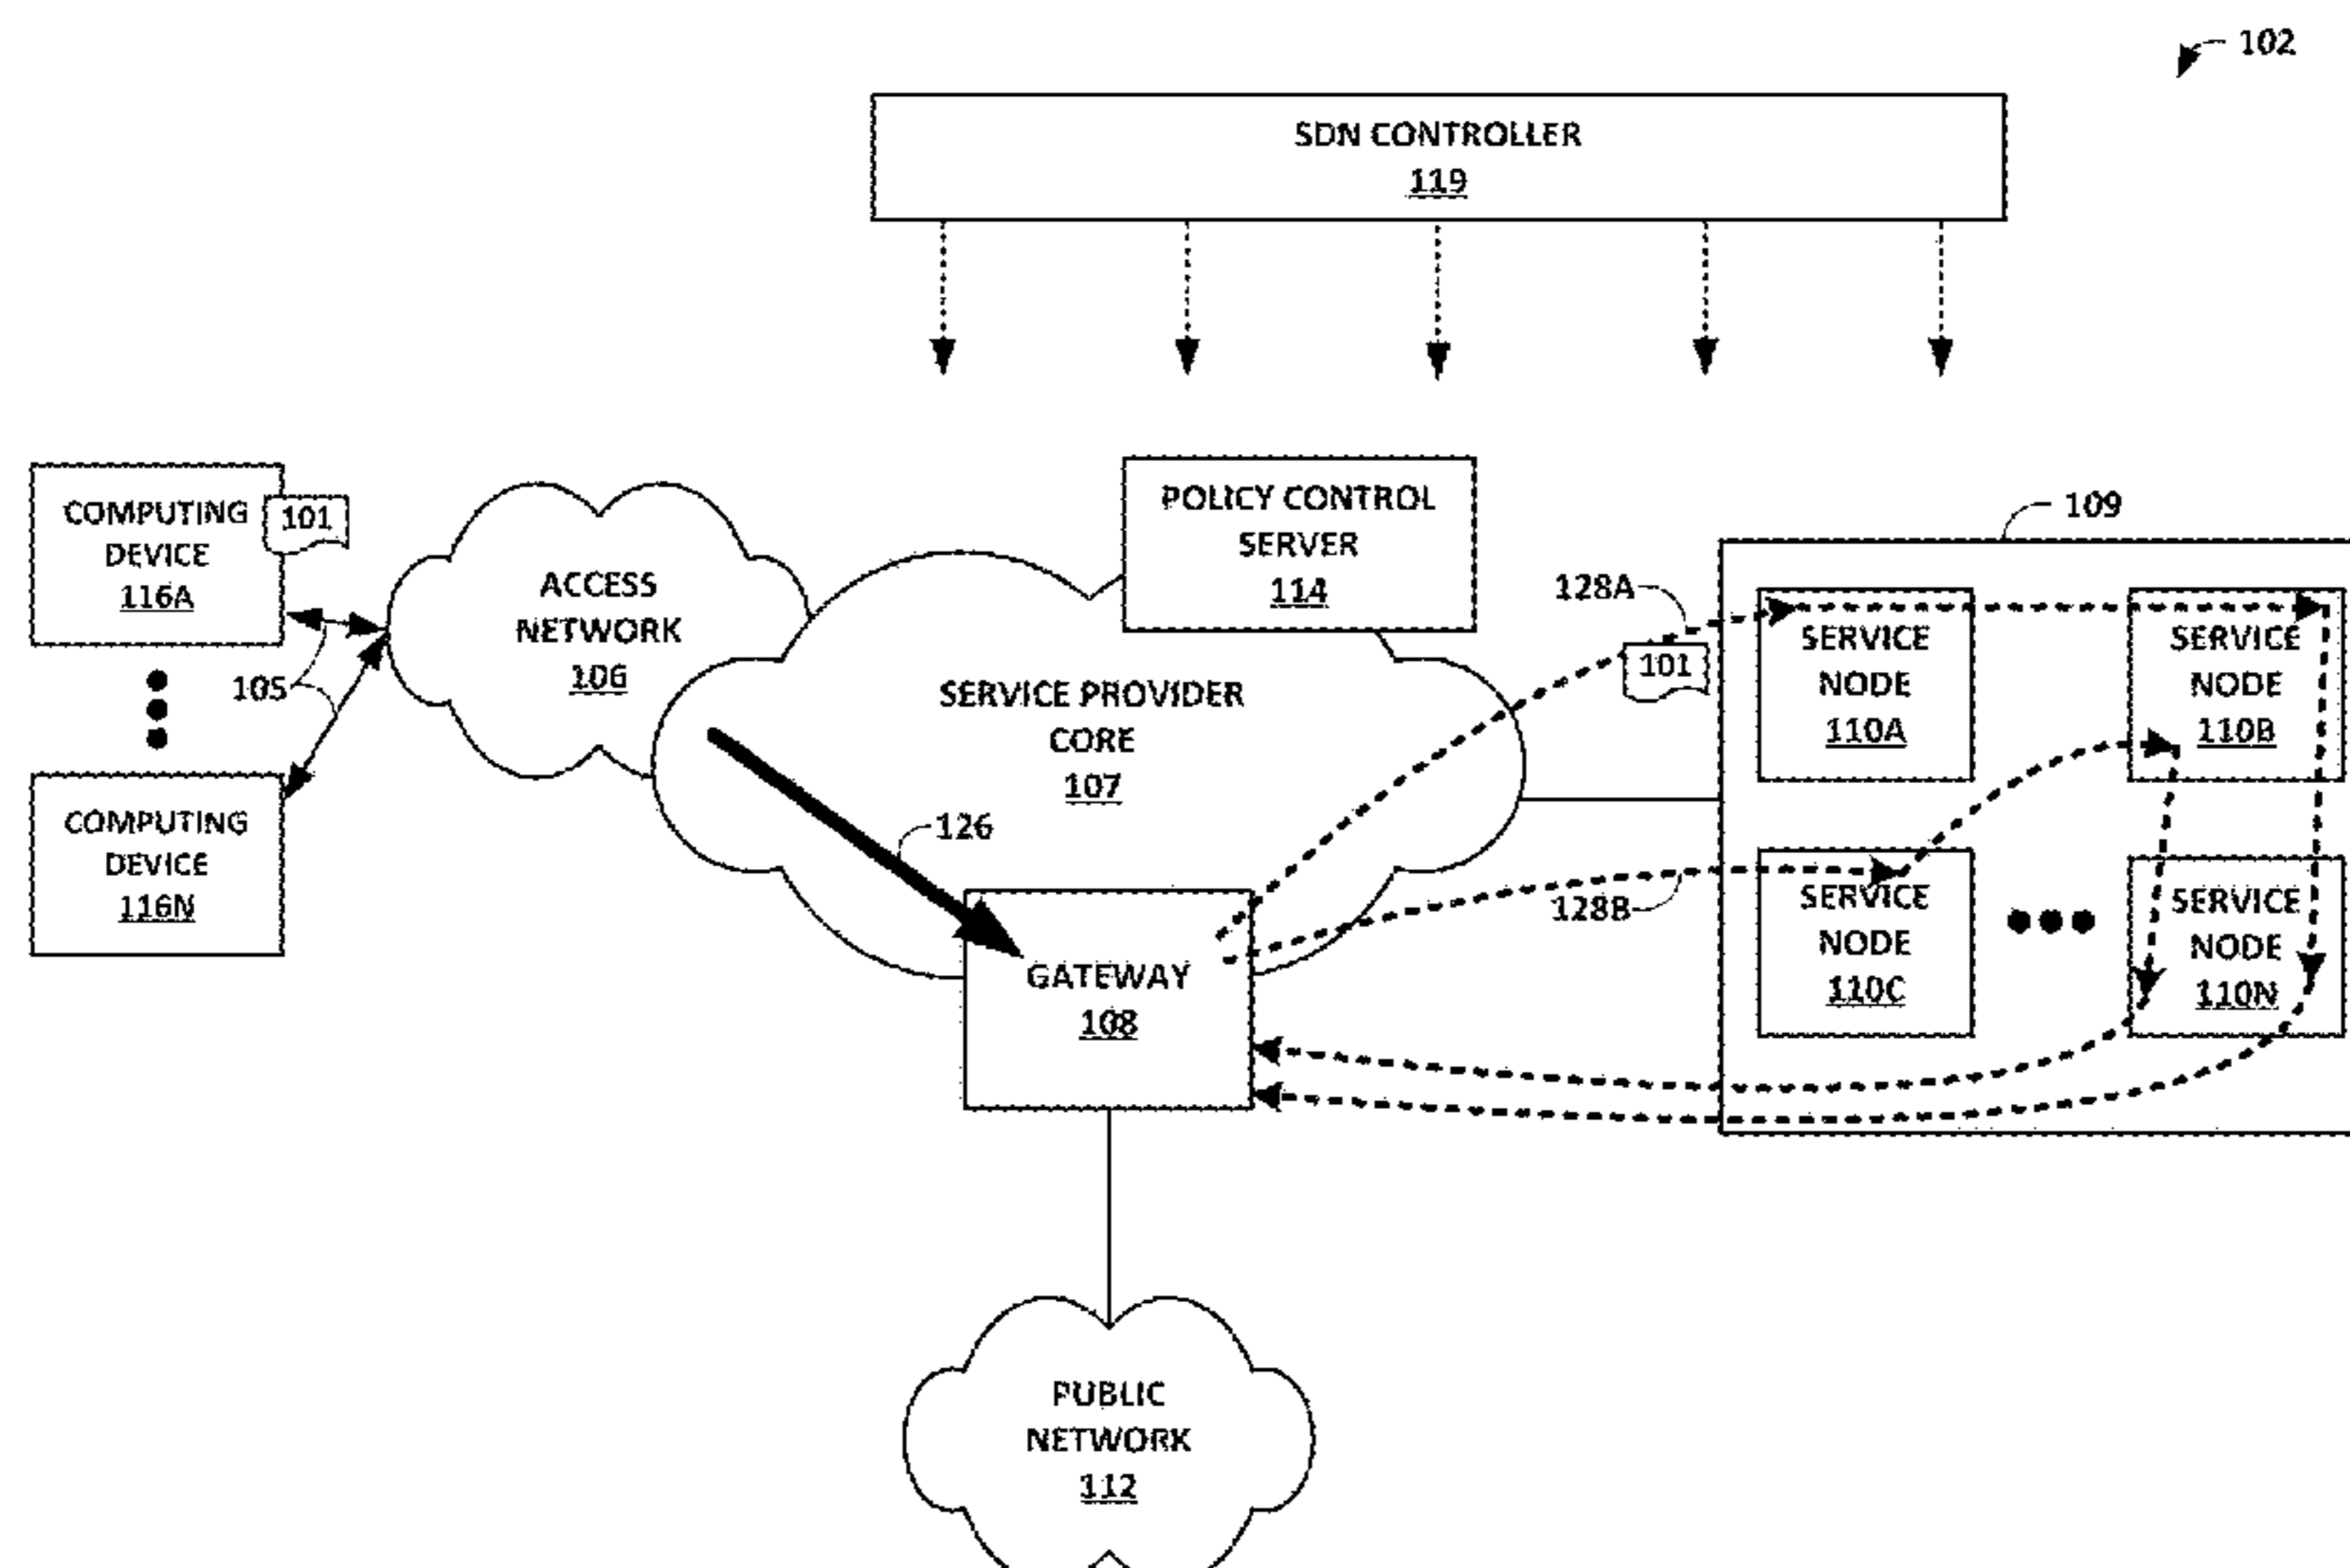 102
SDN CONTROLLER
119
COMPUTING
DEVICE
116A
101
105
COMPUTING
DEVICE
116N
ACCESS
NETWORK
106
POLICY CONTROL
SERVER
114
SERVICE PROVIDER
CORE
107
126
GATEWAY
108
128A
101
128B
109
SERVICE
NODE
110A
SERVICE
NODE
110B
SERVICE
NODE
110C
SERVICE
NODE
110N
PUBLIC
NETWORK
112